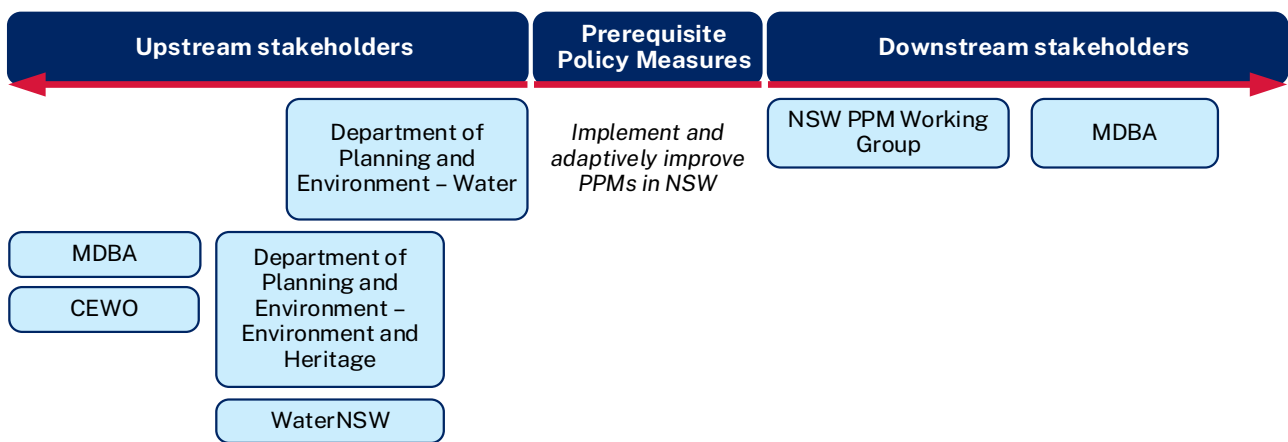 Upstream stakeholders
Prerequisite
Policy Measures
Downstream stakeholders
Department of
Planning and
Environment – Water
Implement and
adaptively improve
PPMs in NSW
NSW PPM Working
Group
MDBA
MDBA
CEWO
Department of
Planning and
Environment –
Environment and
Heritage
WaterNSW